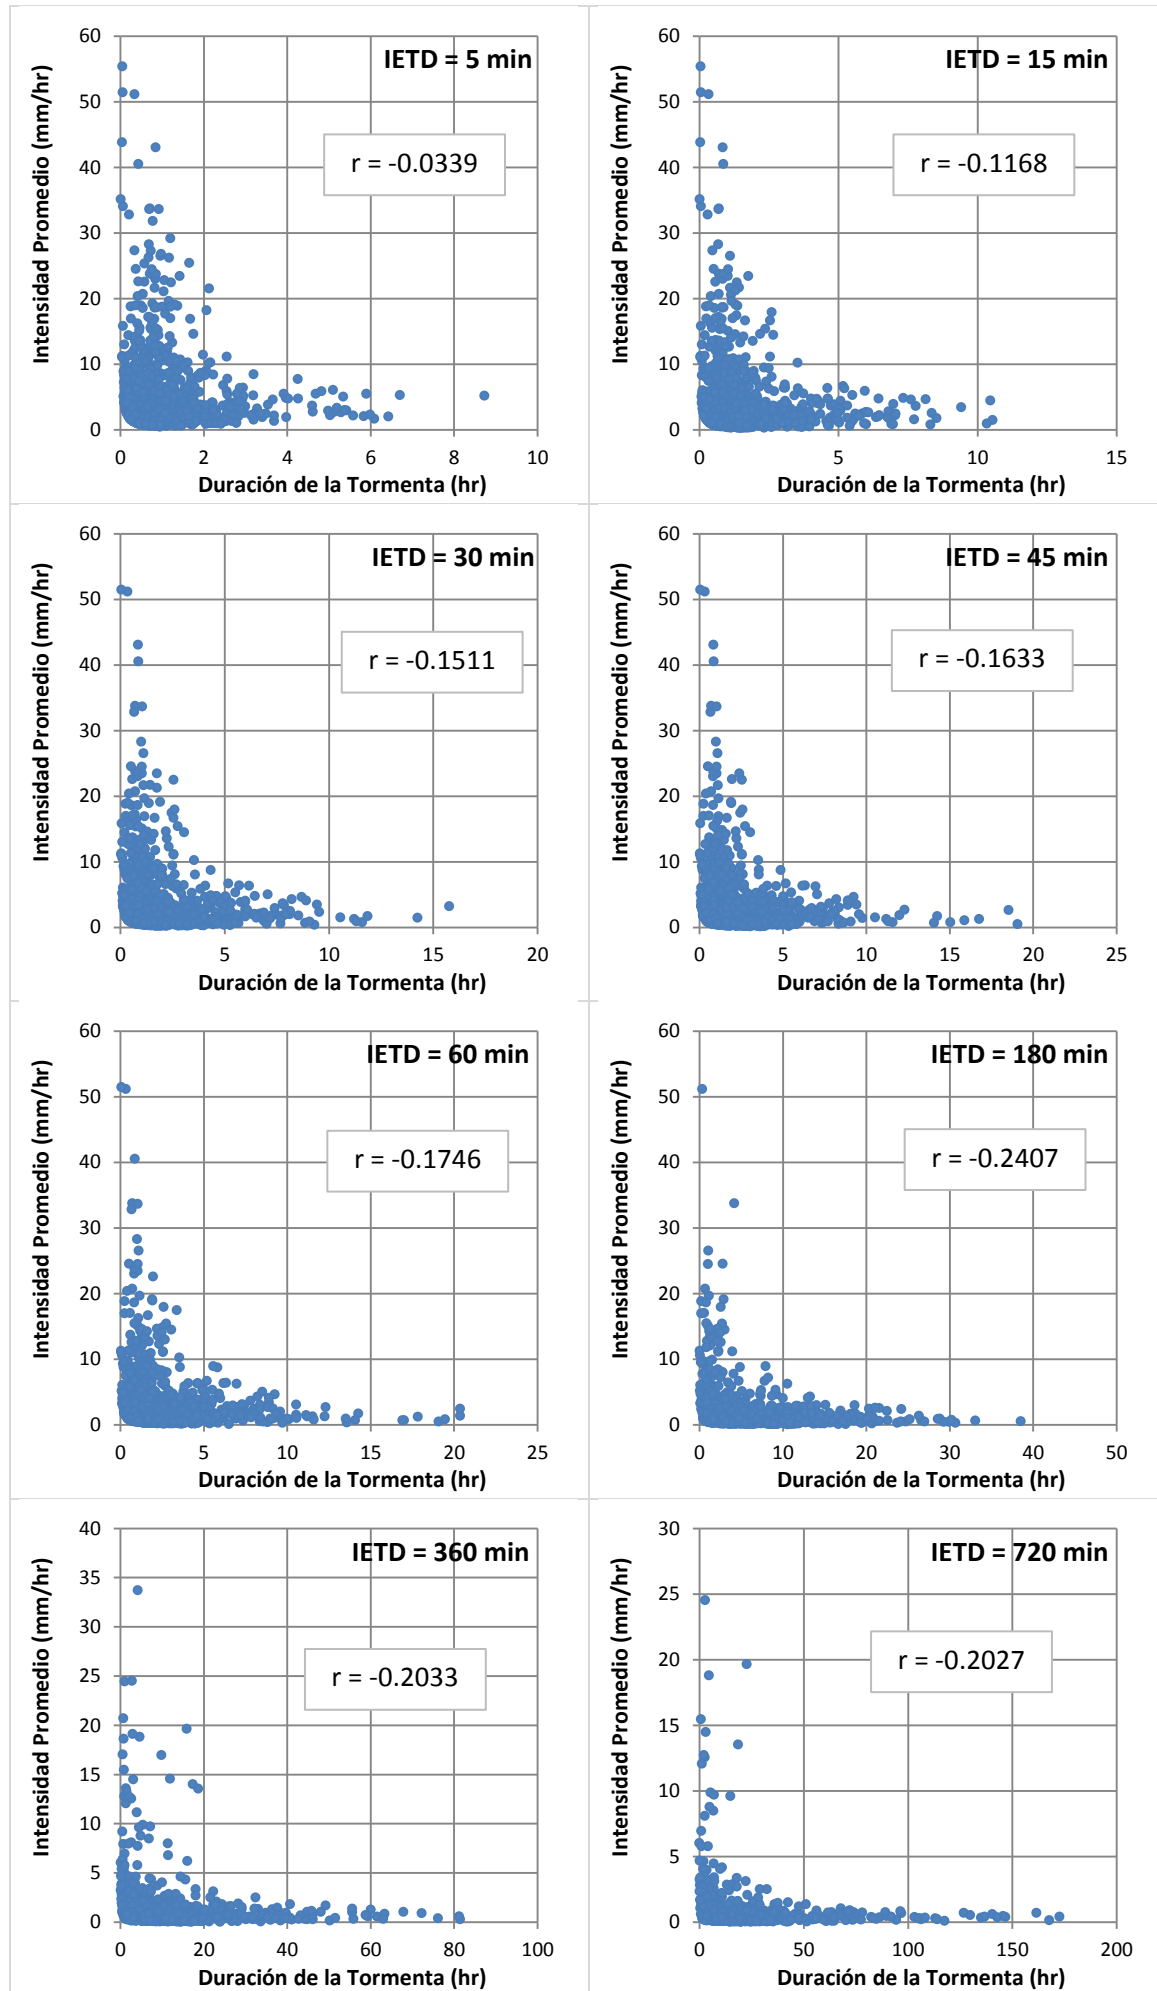 IETD = 5 min
r = -0.0339
Intensidad Promedio (mm/hr)
60
50
40
30
20
10
0
0 2 4 6 8 10
Duración de la Tormenta (hr)
IETD = 15 min
r = -0.1168
Intensidad Promedio (mm/hr)
60
50
40
30
20
10
0
0 5 10 15
Duración de la Tormenta (hr)
IETD = 30 min
r = -0.1511
Intensidad Promedio (mm/hr)
60
50
40
30
20
10
0
0 5 10 15 20
Duración de la Tormenta (hr)
IETD = 45 min
r = -0.1633
Intensidad Promedio (mm/hr)
60
50
40
30
20
10
0
0 5 10 15 20 25
Duración de la Tormenta (hr)
IETD = 60 min
r = -0.1746
Intensidad Promedio (mm/hr)
60
50
40
30
20
10
0
0 5 10 15 20 25
Duración de la Tormenta (hr)
IETD = 180 min
r = -0.2407
Intensidad Promedio (mm/hr)
60
50
40
30
20
10
0
0 10 20 30 40 50
Duración de la Tormenta (hr)
IETD = 360 min
r = -0.2033
Intensidad Promedio (mm/hr)
40
35
30
25
20
15
10
5
0
0 20 40 60 80 100
Duración de la Tormenta (hr)
IETD = 720 min
r = -0.2027
Intensidad Promedio (mm/hr)
30
25
20
15
10
5
0
0 50 100 150 200
Duración de la Tormenta (hr)